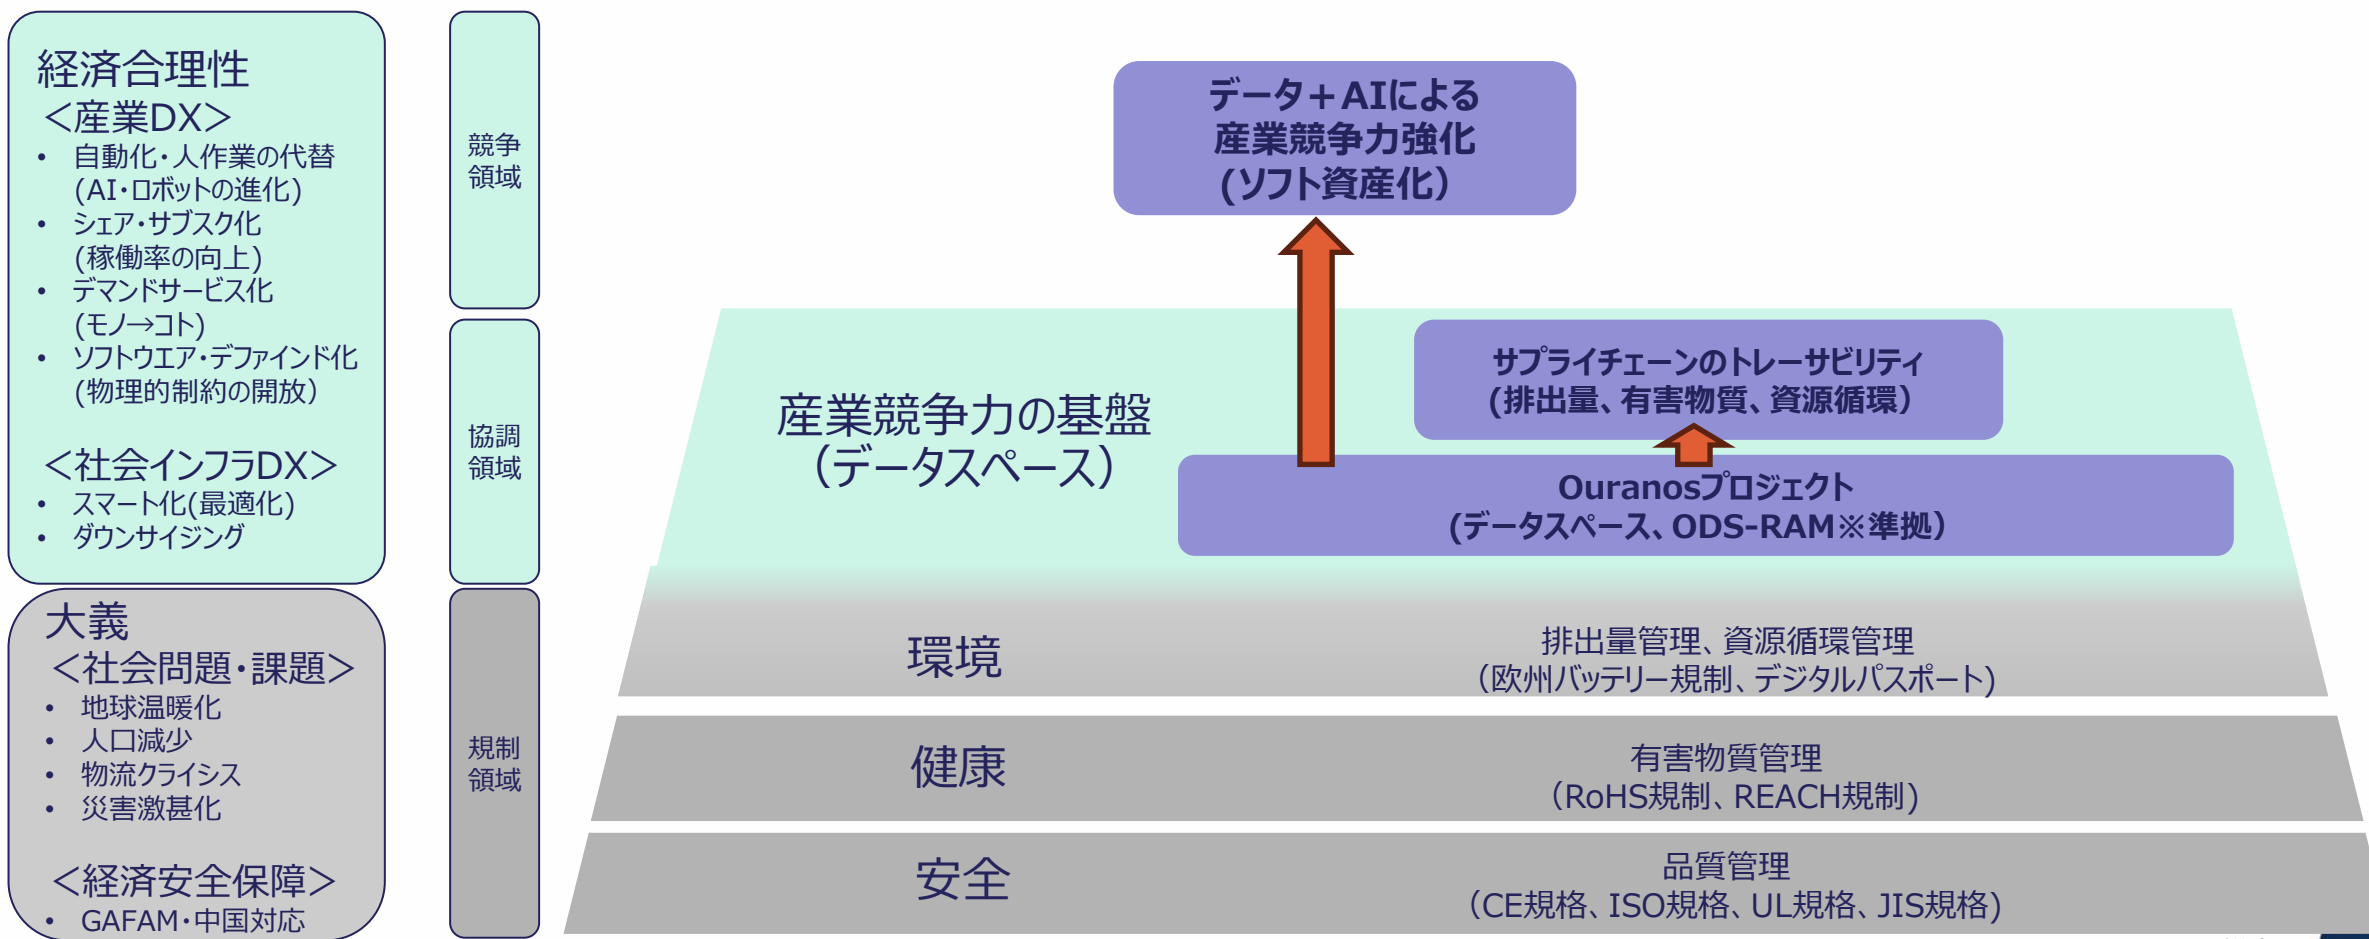 経済合理性
＜産業DX＞
• 自動化・人作業の代替
(AI・ロボットの進化)
• シェア・サブスク化
(稼働率の向上)
• デマンドサービス化
(モノ→コト)
• ソフトウエア・デファインド化
(物理的制約の開放）
＜社会インフラDX＞
• スマート化(最適化)
• ダウンサイジング
大義
＜社会問題・課題＞
• 地球温暖化
• 人口減少
• 物流クライシス
• 災害激甚化
＜経済安全保障＞
• GAFAM・中国対応
競争
領域
協調
領域
規制
領域
データ＋AIによる
産業競争力強化
(ソフト資産化）
産業競争力の基盤
（データスペース）
サプライチェーンのトレーサビリティ
(排出量、有害物質、資源循環）
Ouranosプロジェクト
(データスペース、ODS-RAM※準拠）
環境
排出量管理、資源循環管理
（欧州バッテリー規制、デジタルパスポート)
健康
有害物質管理
（RoHS規制、REACH規制)
安全
品質管理
（CE規格、ISO規格、UL規格、JIS規格)